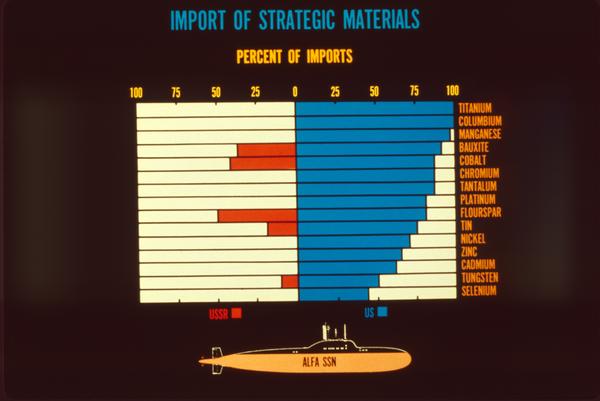 IMPORT OF STRATEGIC MATERIALS
PERCENT OF IMPORTS
100 75 50 25 0 25 50 75 100
TITANIUM
COLUMBIUM
MANGANESE
BAUXITE
COBALT
CHROMIUM
TANTALUM
PLATINUM
FLOURSPAR
TIN
NICKEL
ZINC
CADMIUM
TUNGSTEN
SELENIUM
USSR US
ALFA SSN